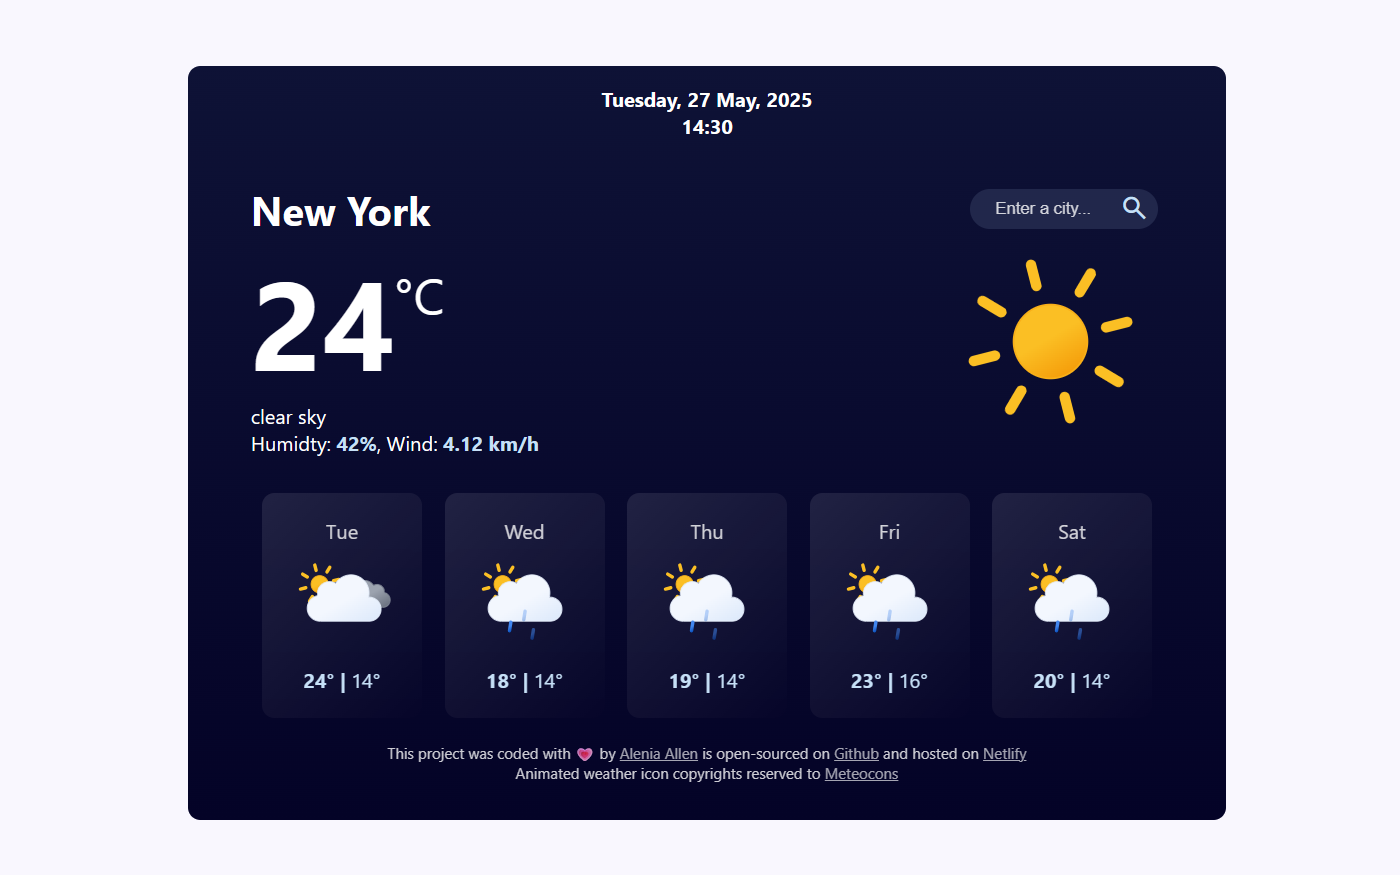 Tuesday, 27 May, 2025
14:30
New York
Enter a city...
24°C
clear sky
Humidty: 42%, Wind: 4.12 km/h
Tue Wed Thu Fri Sat
24° | 14° 18° | 14° 19° | 14° 23° | 16° 20° | 14°
This project was coded with 💗 by Alenia Allen is open-sourced on Github and hosted on Netlify
Animated weather icon copyrights reserved to Meteocons